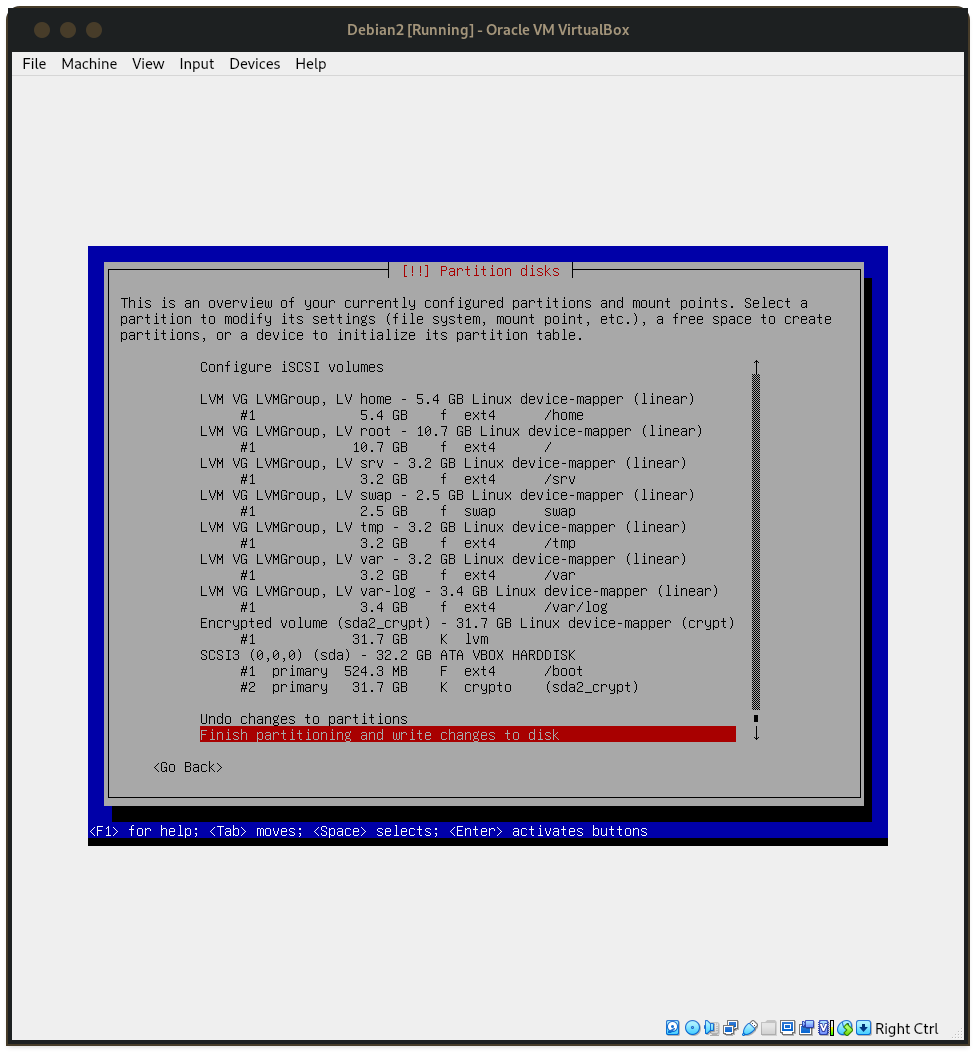 Debian2 [Running] - Oracle VM VirtualBox
File Machine View Input Devices Help
[!!] Partition disks
This is an overview of your currently configured partitions and mount points. Select a
partition to modify its settings (file system, mount point, etc.), a free space to create
partitions, or a device to initialize its partition table.
Configure iSCSI volumes
LVM VG LVMGroup, LV home - 5.4 GB Linux device-mapper (linear)
#1 5.4 GB f ext4 /home
LVM VG LVMGroup, LV root - 10.7 GB Linux device-mapper (linear)
#1 10.7 GB f ext4 /
LVM VG LVMGroup, LV srv - 3.2 GB Linux device-mapper (linear)
#1 3.2 GB f ext4 /srv
LVM VG LVMGroup, LV swap - 2.5 GB Linux device-mapper (linear)
#1 2.5 GB f swap swap
LVM VG LVMGroup, LV tmp - 3.2 GB Linux device-mapper (linear)
#1 3.2 GB f ext4 /tmp
LVM VG LVMGroup, LV var - 3.2 GB Linux device-mapper (linear)
#1 3.2 GB f ext4 /var
LVM VG LVMGroup, LV var-log - 3.4 GB Linux device-mapper (linear)
#1 3.4 GB f ext4 /var/log
Encrypted volume (sda2_crypt) - 31.7 GB Linux device-mapper (crypt)
#1 31.7 GB K lvm
SCSI3 (0,0,0) (sda) - 32.2 GB ATA VBOX HARDDISK
#1 primary 524.3 MB F ext4 /boot
#2 primary 31.7 GB K crypto (sda2_crypt)
Undo changes to partitions
Finish partitioning and write changes to disk
<Go Back>
<F1> for help; <Tab> moves; <Space> selects; <Enter> activates buttons
Right Ctrl